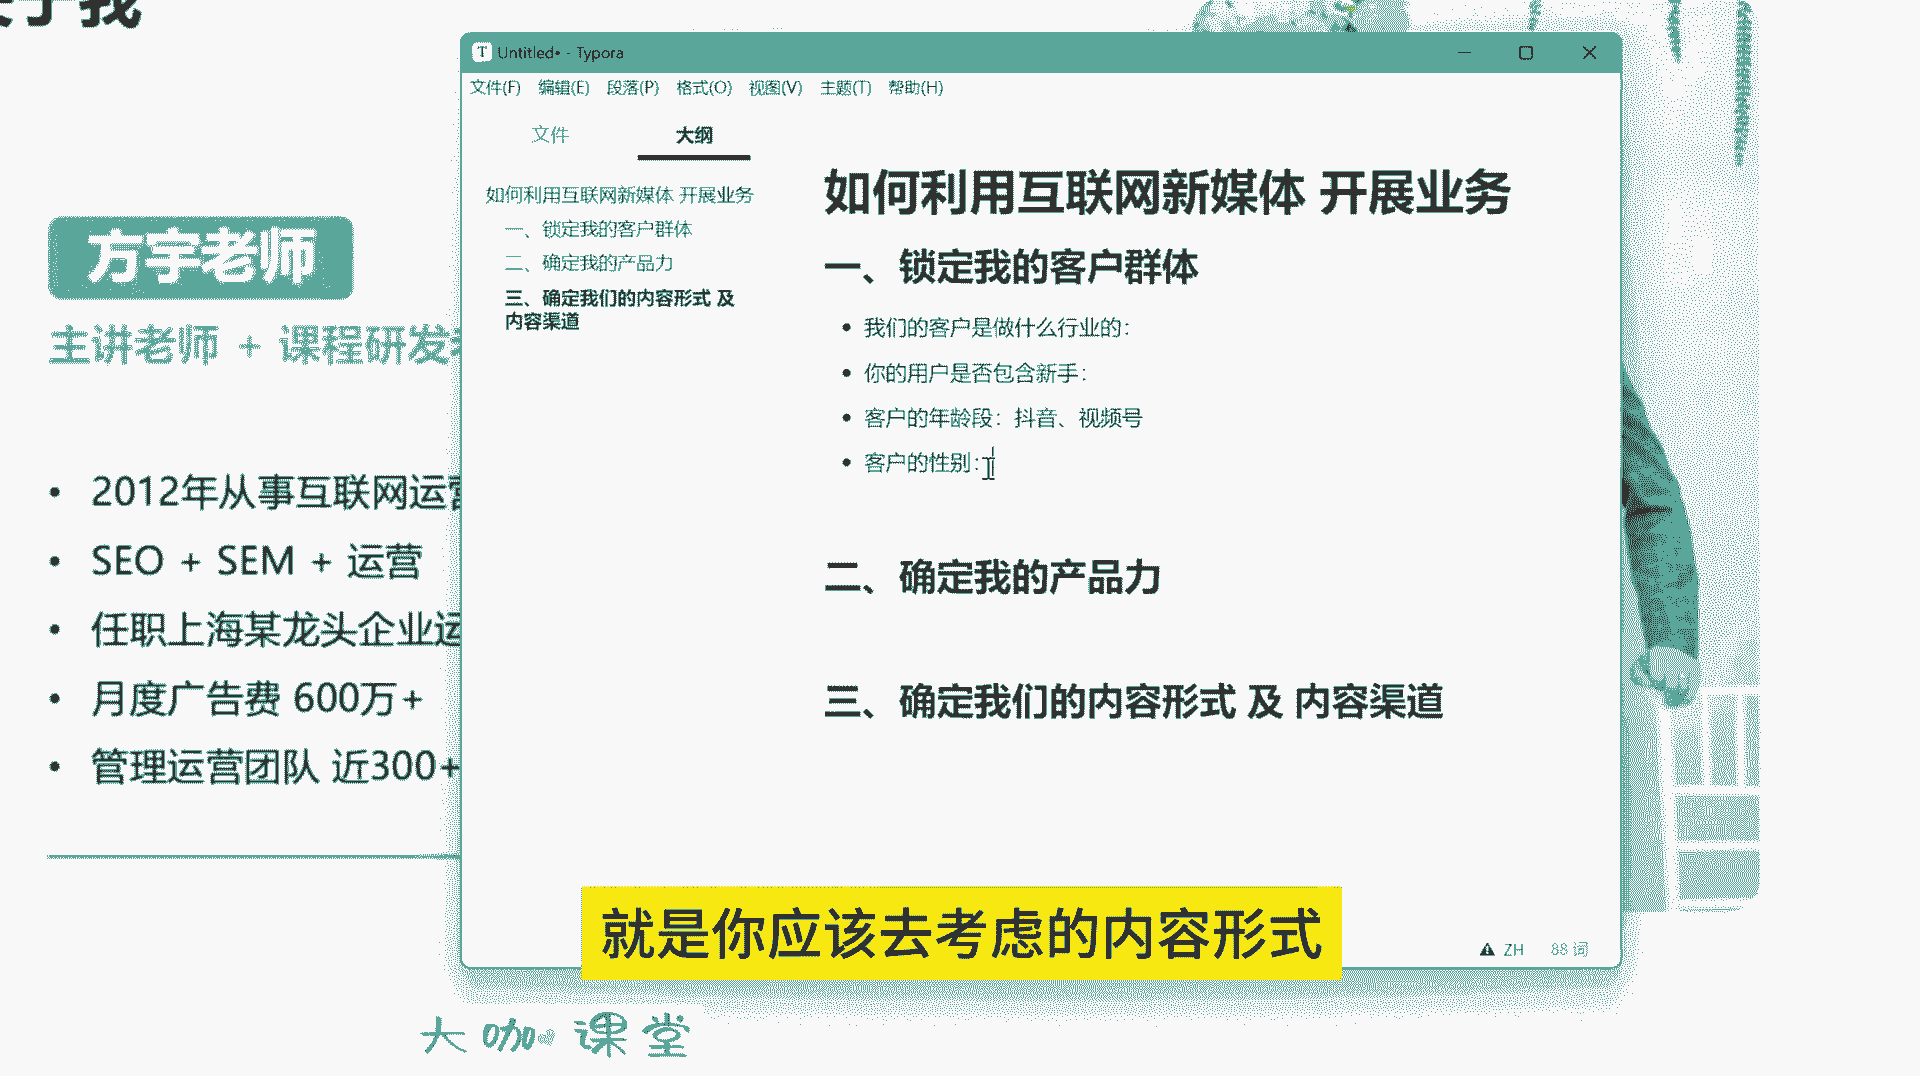 Untitled• - Typora
文件(F) 编辑(E) 段落(P) 格式(O) 视图(V) 主题(T) 帮助(H)
文件 大纲
如何利用互联网新媒体 开展业务
一、锁定我的客户群体
二、确定我的产品力
三、确定我们的内容形式 及
内容渠道
如何利用互联网新媒体 开展业务
一、锁定我的客户群体
• 我们的客户是做什么行业的：
• 你的用户是否包含新手：
• 客户的年龄段：抖音、视频号
• 客户的性别：
二、确定我的产品力
三、确定我们的内容形式 及 内容渠道
ZH 88 词
于我
方宇老师
主讲老师 + 课程研发
• 2012年从事互联网运营
• SEO + SEM + 运营
• 任职上海某龙头企业运
• 月度广告费 600万+
• 管理运营团队 近300+
就是你应该去考虑的内容形式
大咖课堂